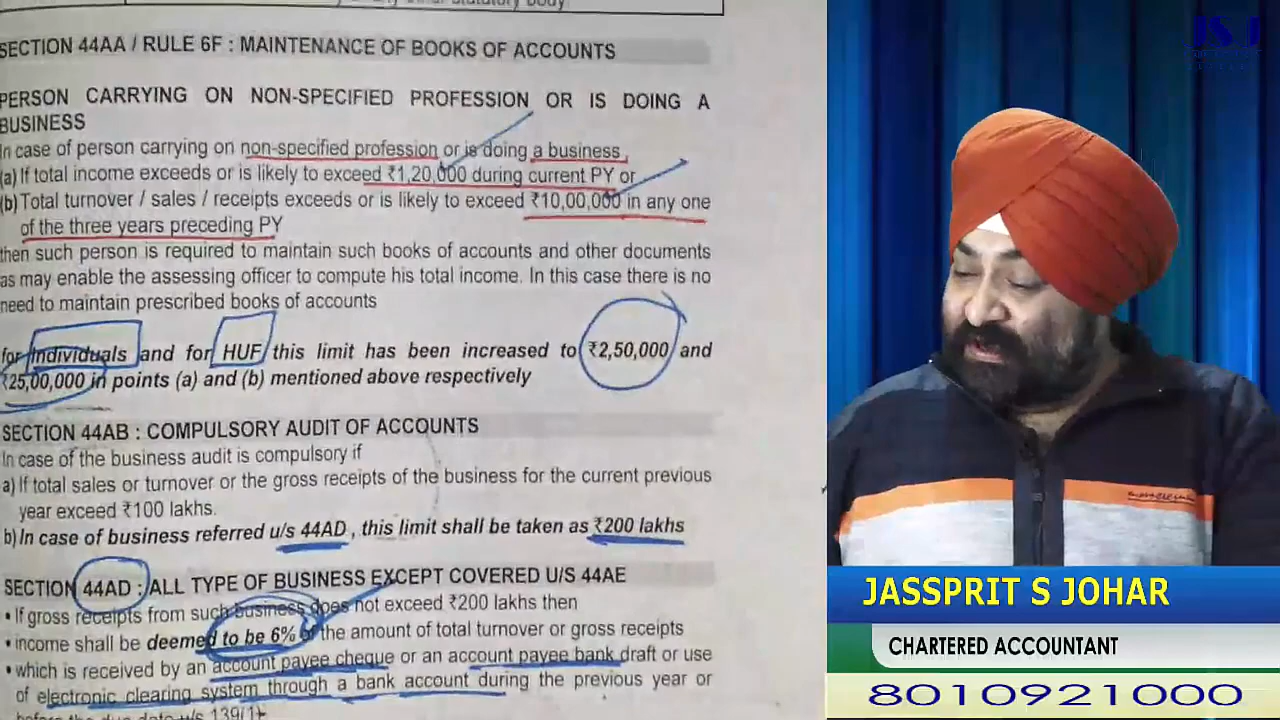 SECTION 44AA / RULE 6F : MAINTENANCE OF BOOKS OF ACCOUNTS
PERSON CARRYING ON NON-SPECIFIED PROFESSION OR IS DOING A
BUSINESS
In case of person carrying on non-specified profession or is doing a business
(a) If total income exceeds or is likely to exceed ₹1,20,000 during current PY or
(b) Total turnover / sales / receipts exceeds or is likely to exceed ₹10,00,000 in any one
of the three years preceding PY
then such person is required to maintain such books of accounts and other documents
as may enable the assessing officer to compute his total income. In this case there is no
need to maintain prescribed books of accounts
for individuals and for HUF this limit has been increased to ₹2,50,000 and
₹25,00,000 in points (a) and (b) mentioned above respectively
SECTION 44AB : COMPULSORY AUDIT OF ACCOUNTS
In case of the business audit is compulsory if
a) If total sales or turnover or the gross receipts of the business for the current previous
year exceed ₹100 lakhs.
b) In case of business referred u/s 44AD, this limit shall be taken as ₹200 lakhs
SECTION 44AD : ALL TYPE OF BUSINESS EXCEPT COVERED U/S 44AE
• If gross receipts from such business does not exceed ₹200 lakhs then
• income shall be deemed to be 6% of the amount of total turnover or gross receipts
• which is received by an account payee cheque or an account payee bank draft or use
of electronic clearing system through a bank account during the previous year or
before the due date u/s 139(1)
JSJ
JASSPRIT S JOHAR
CHARTERED ACCOUNTANT
8010921000